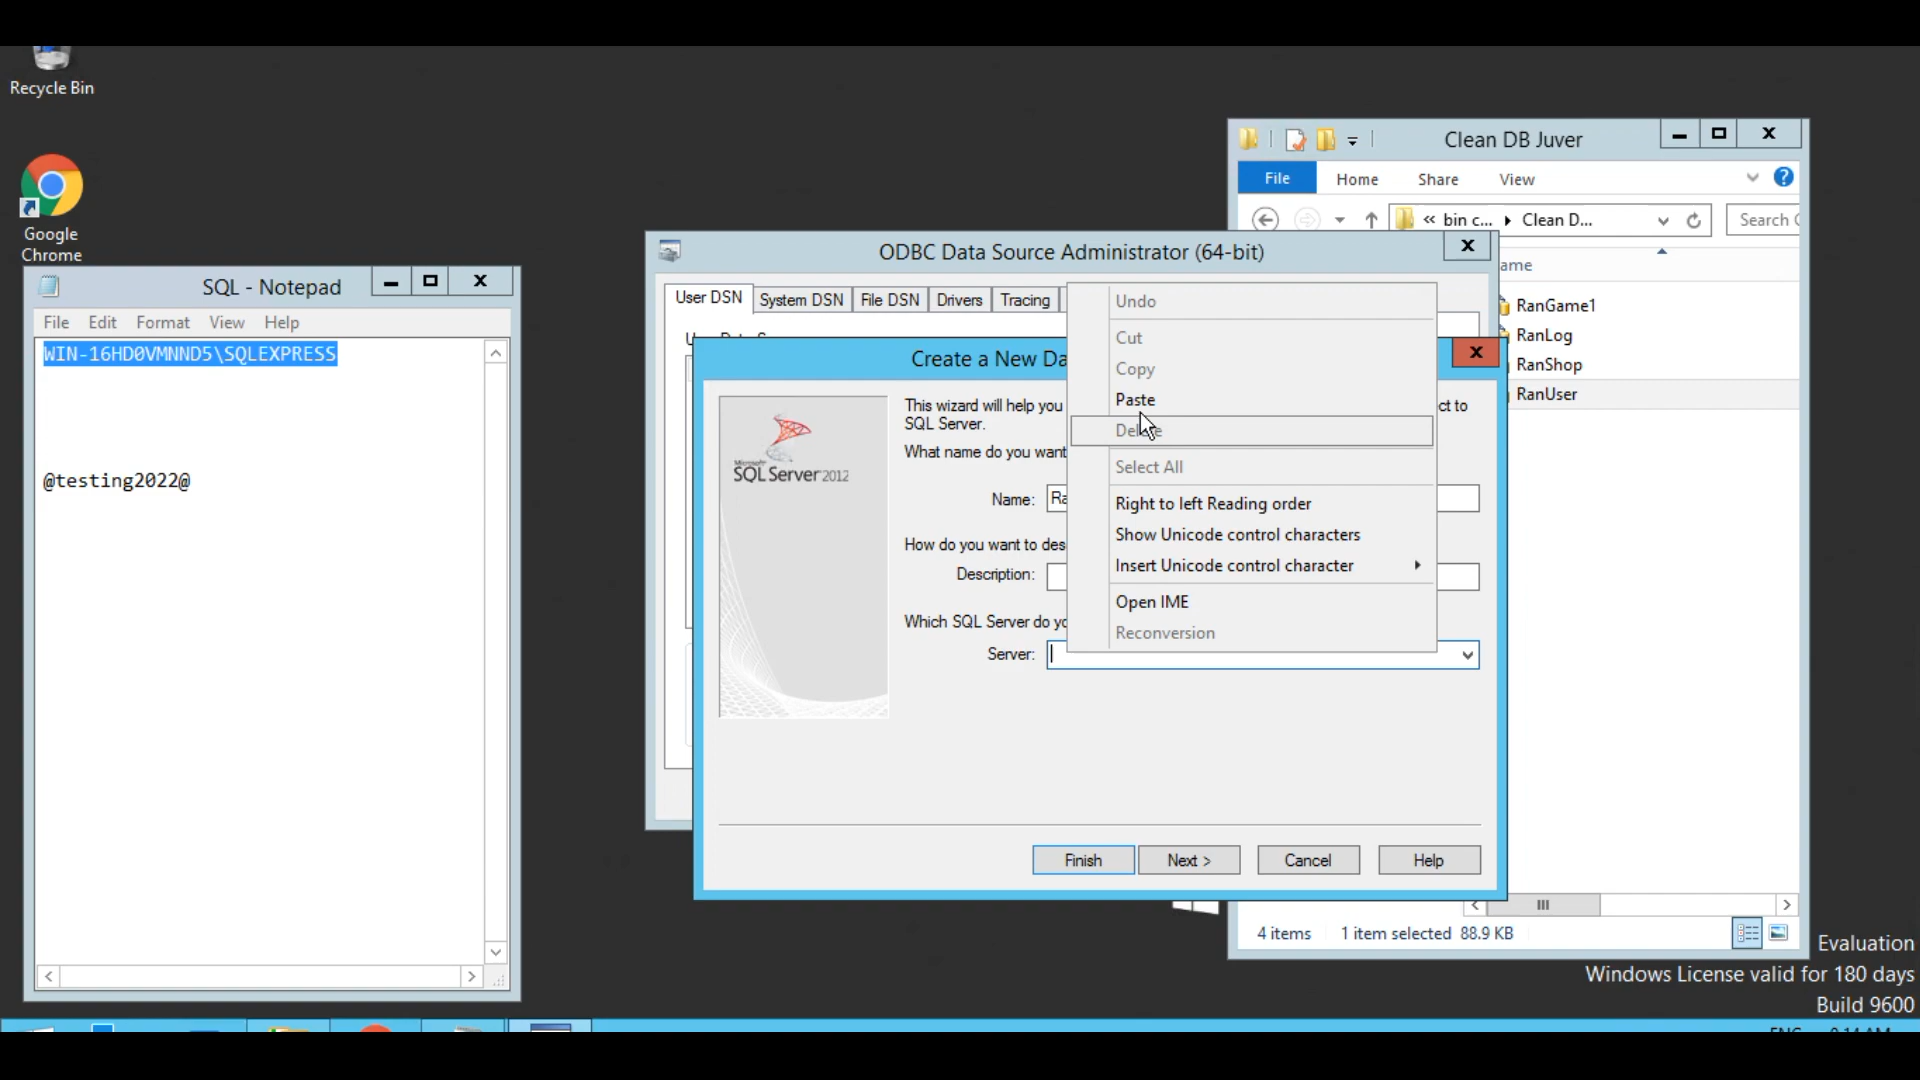 Recycle Bin
Google
Chrome
SQL - Notepad
File Edit Format View Help
WIN-16HD0VMNND5\SQLEXPRESS
@testing2022@
ODBC Data Source Administrator (64-bit)
User DSN System DSN File DSN Drivers Tracing
Create a New Da
Microsoft
SQL Server 2012
This wizard will help you
ct to
SQL Server.
What name do you want
Name: Ra
How do you want to des
Description:
Which SQL Server do yo
Server:
Finish Next > Cancel Help
Undo
Cut
Copy
Paste
Delete
Select All
Right to left Reading order
Show Unicode control characters
Insert Unicode control character
Open IME
Reconversion
Clean DB Juver
File Home Share View
« bin c... Clean D... Search
ame
RanGame1
RanLog
RanShop
RanUser
4 items 1 item selected 88.9 KB
Evaluation
Windows License valid for 180 days
Build 9600